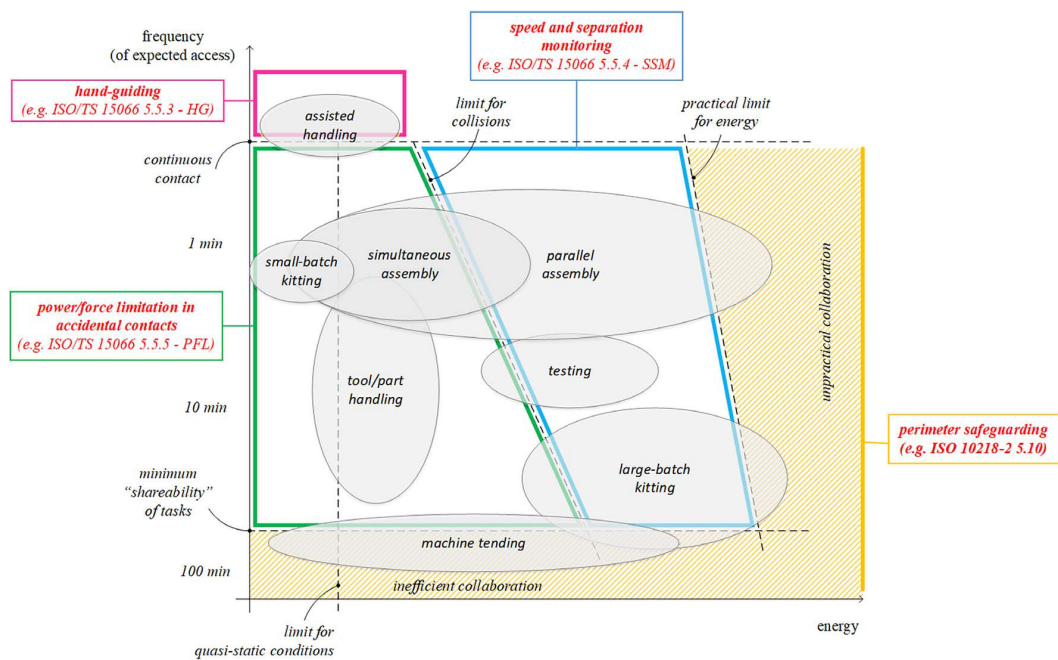 frequency
(of expected access)
speed and separation
monitoring
(e.g. ISO/TS 15066 5.5.4 - SSM)
hand-guiding
(e.g. ISO/TS 15066 5.5.3 - HG)
assisted
handling
limit for
collisions
practical limit
for energy
continuous
contact
1 min
small-batch
kitting
simultaneous
assembly
parallel
assembly
power/force limitation in
accidental contacts
(e.g. ISO/TS 15066 5.5.5 - PFL)
unpractical collaboration
tool/part
handling
testing
10 min
perimeter safeguarding
(e.g. ISO 10218-2 5.10)
minimum
“shareability”
of tasks
large-batch
kitting
machine tending
100 min
inefficient collaboration
limit for
quasi-static conditions
energy